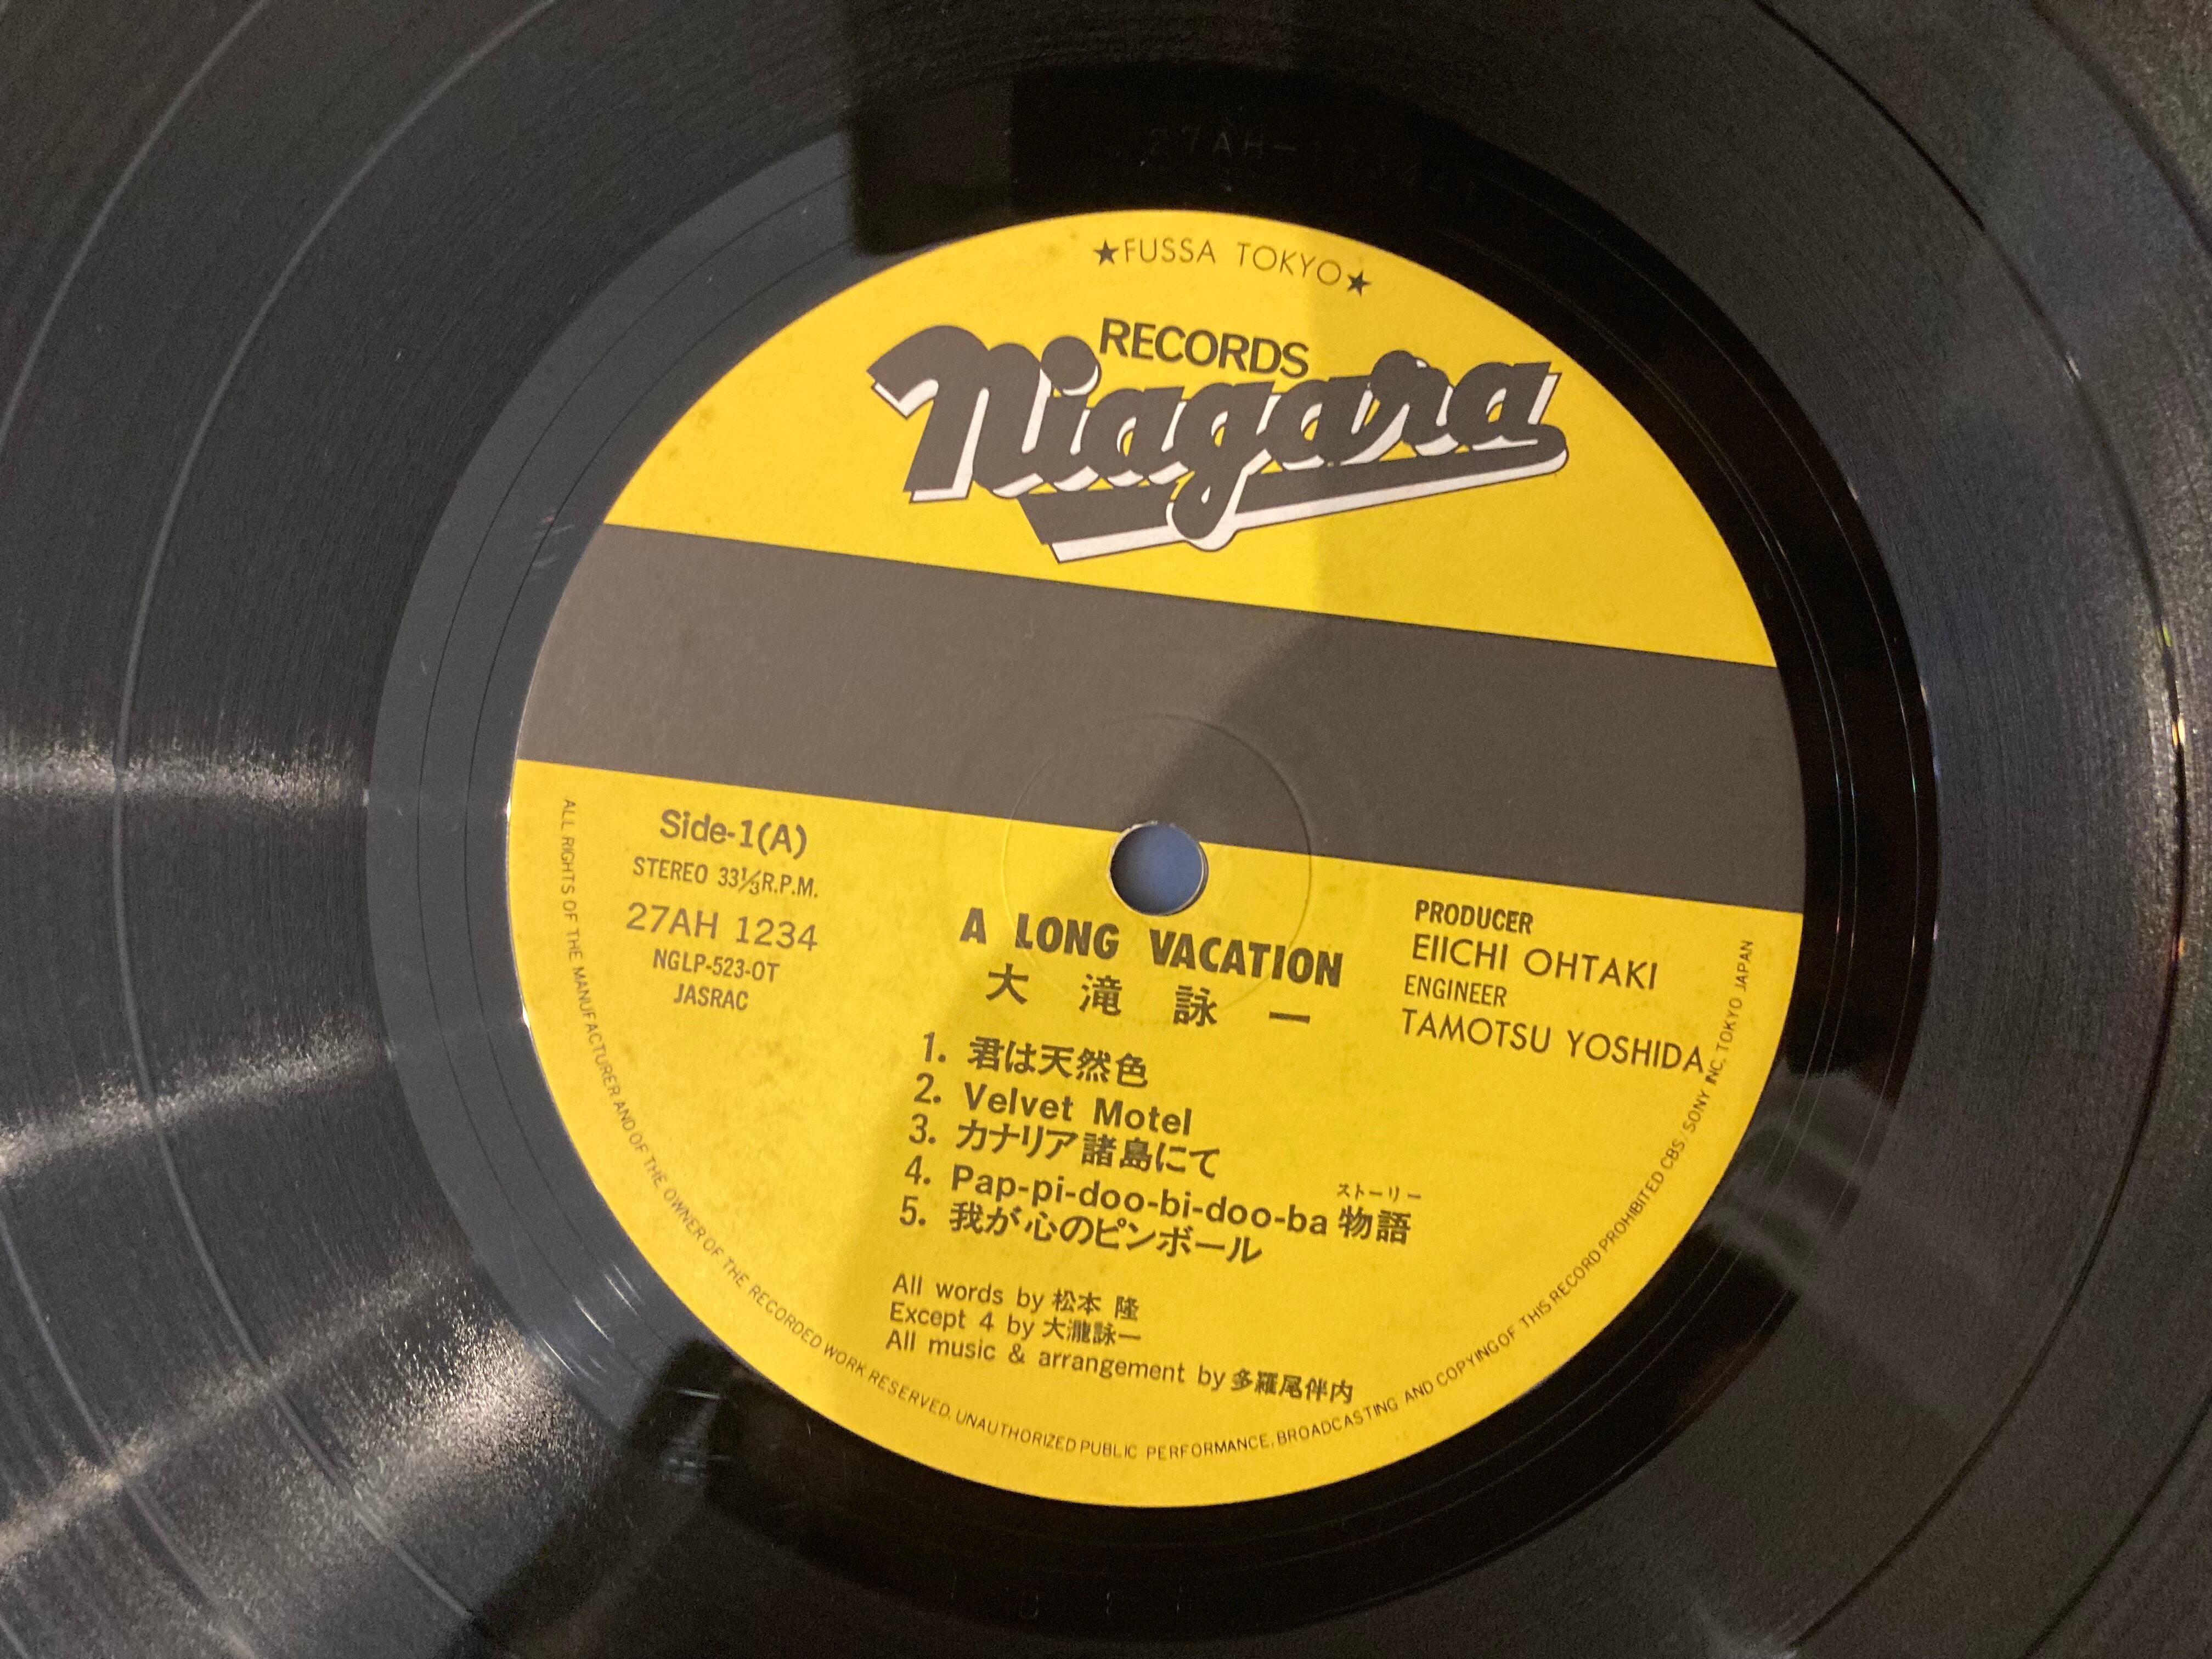 ★FUSSA TOKYO★
RECORDS
Niagara
Side-1(A)
STEREO 33⅓R.P.M.
27AH 1234
NGLP-523-OT
JASRAC
A LONG VACATION
大滝詠一
PRODUCER
EIICHI OHTAKI
ENGINEER
TAMOTSU YOSHIDA
1. 君は天然色
2. Velvet Motel
3. カナリア諸島にて
ストーリー
4. Pap-pi-doo-bi-doo-ba 物語
5. 我が心のピンボール
All words by 松本 隆
Except 4 by 大瀧詠一
All music & arrangement by 多羅尾伴内
ALL RIGHTS OF THE MANUFACTURER AND OF THE OWNER OF THE RECORDED WORK RESERVED. UNAUTHORIZED PUBLIC PERFORMANCE, BROADCASTING AND COPYING OF THIS RECORD PROHIBITED CBS/SONY INC. TOKYO JAPAN